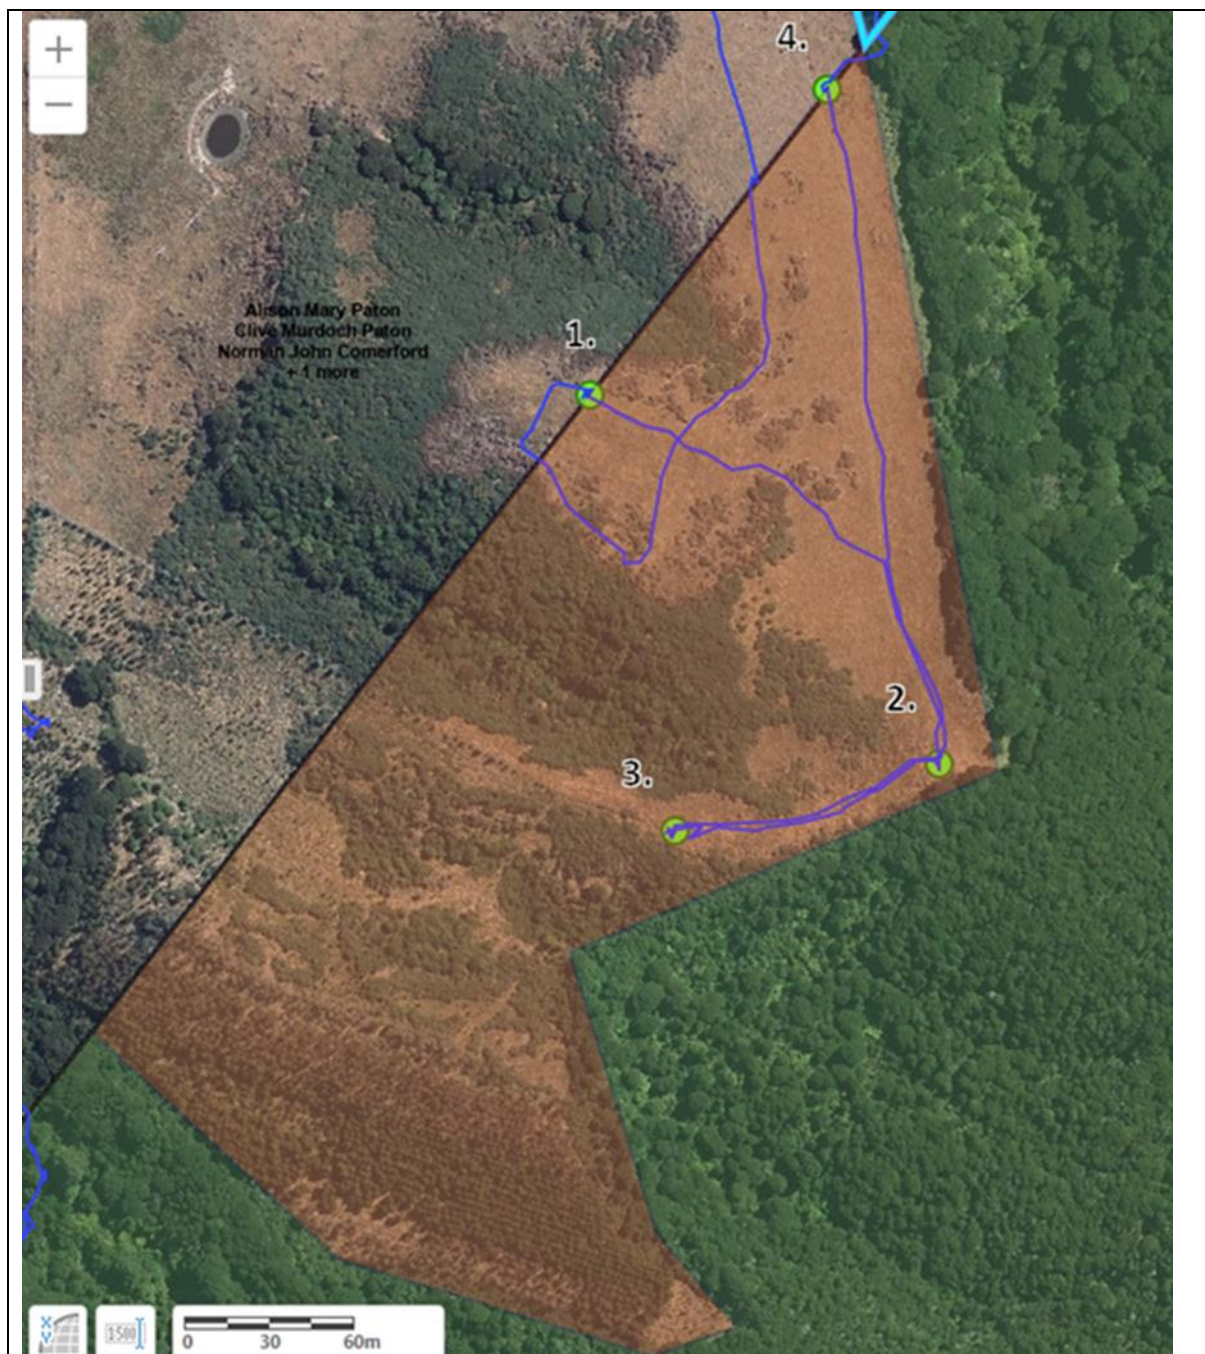 4.
1.
Alison Mary Paton
Clive Murdoch Paton
Norman John Comerford
+ 1 more
2.
3.
X
Y
1500
0 30 60m